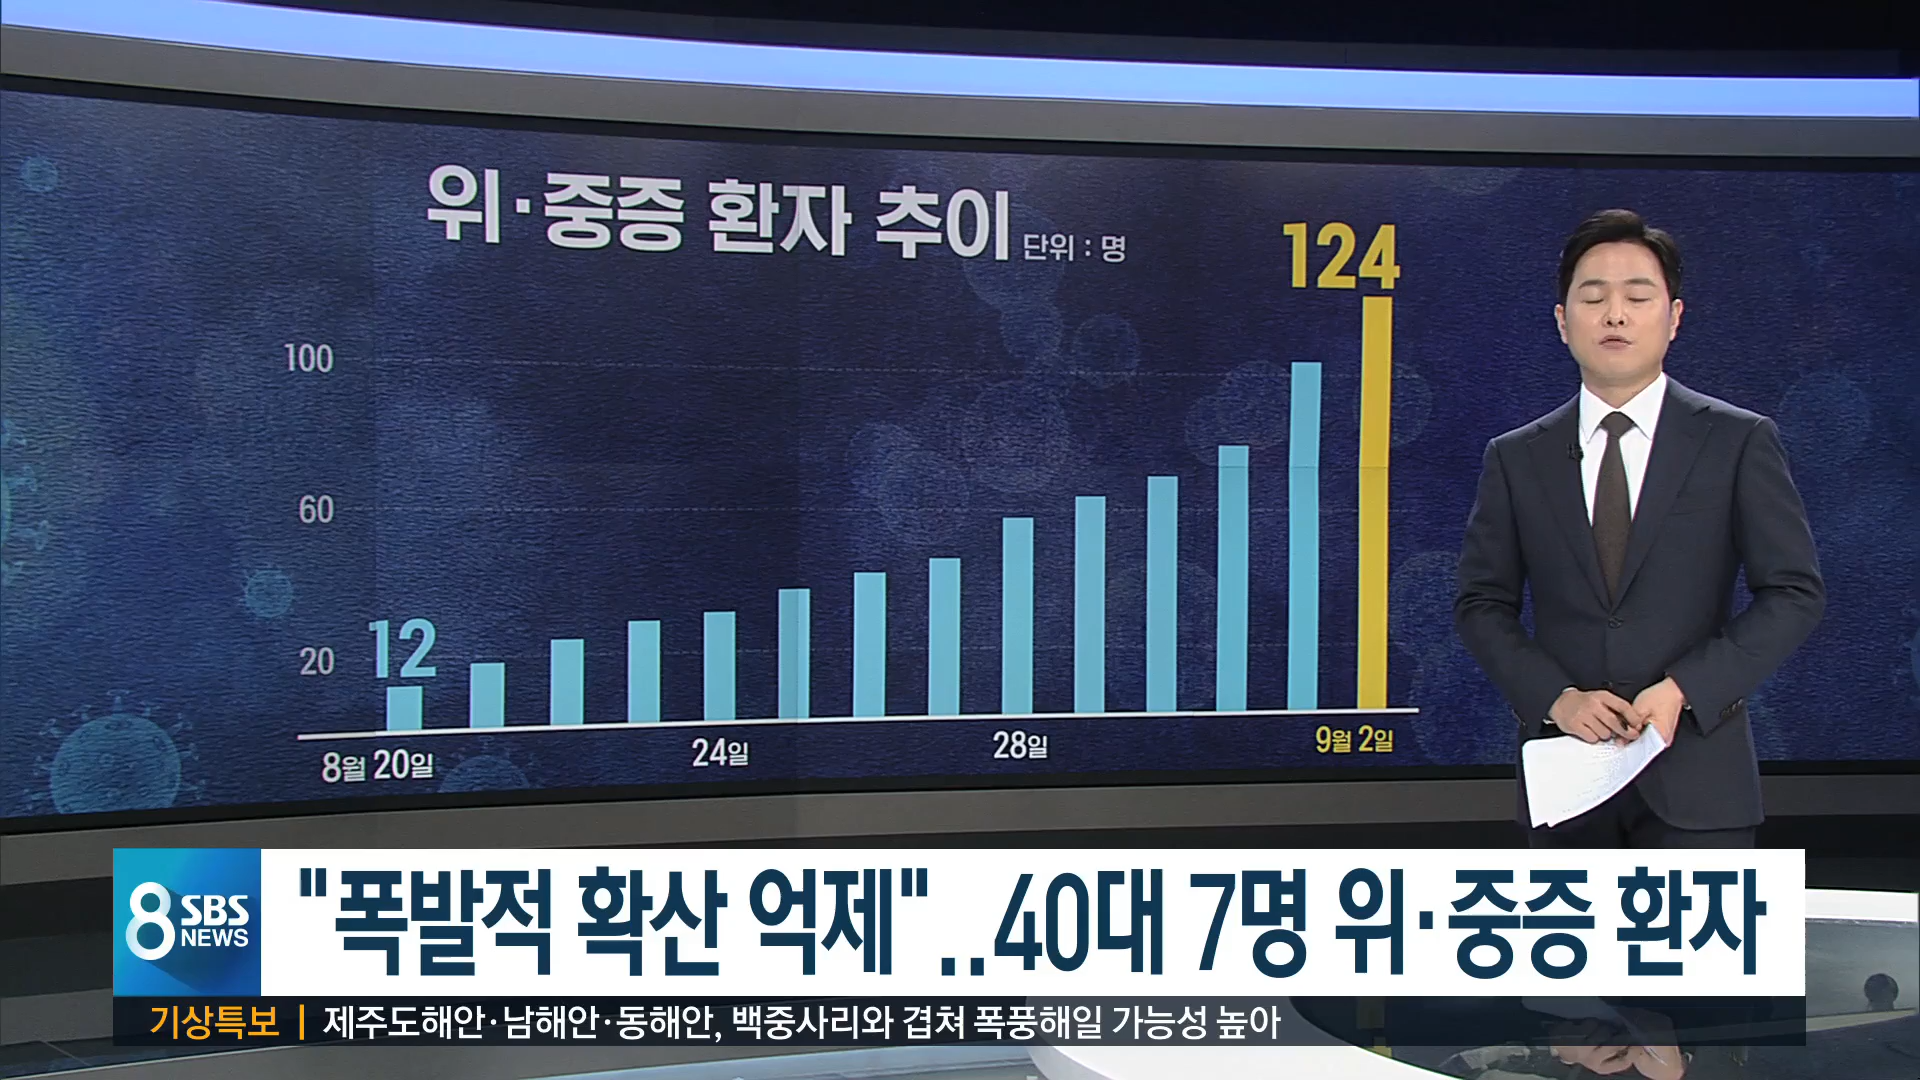 위·중증 환자 추이 단위 : 명
124
100
60
20
12
8월 20일 24일 28일 9월 2일
8 SBS NEWS
"폭발적 확산 억제"..40대 7명 위·중증 환자
기상특보 | 제주도해안·남해안·동해안, 백중사리와 겹쳐 폭풍해일 가능성 높아